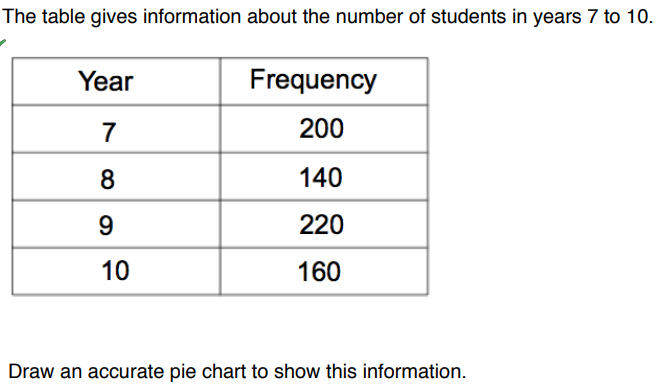 The table gives information about the number of students in years 7 to 10.
Year Frequency
7 200
8 140
9 220
10 160
Draw an accurate pie chart to show this information.